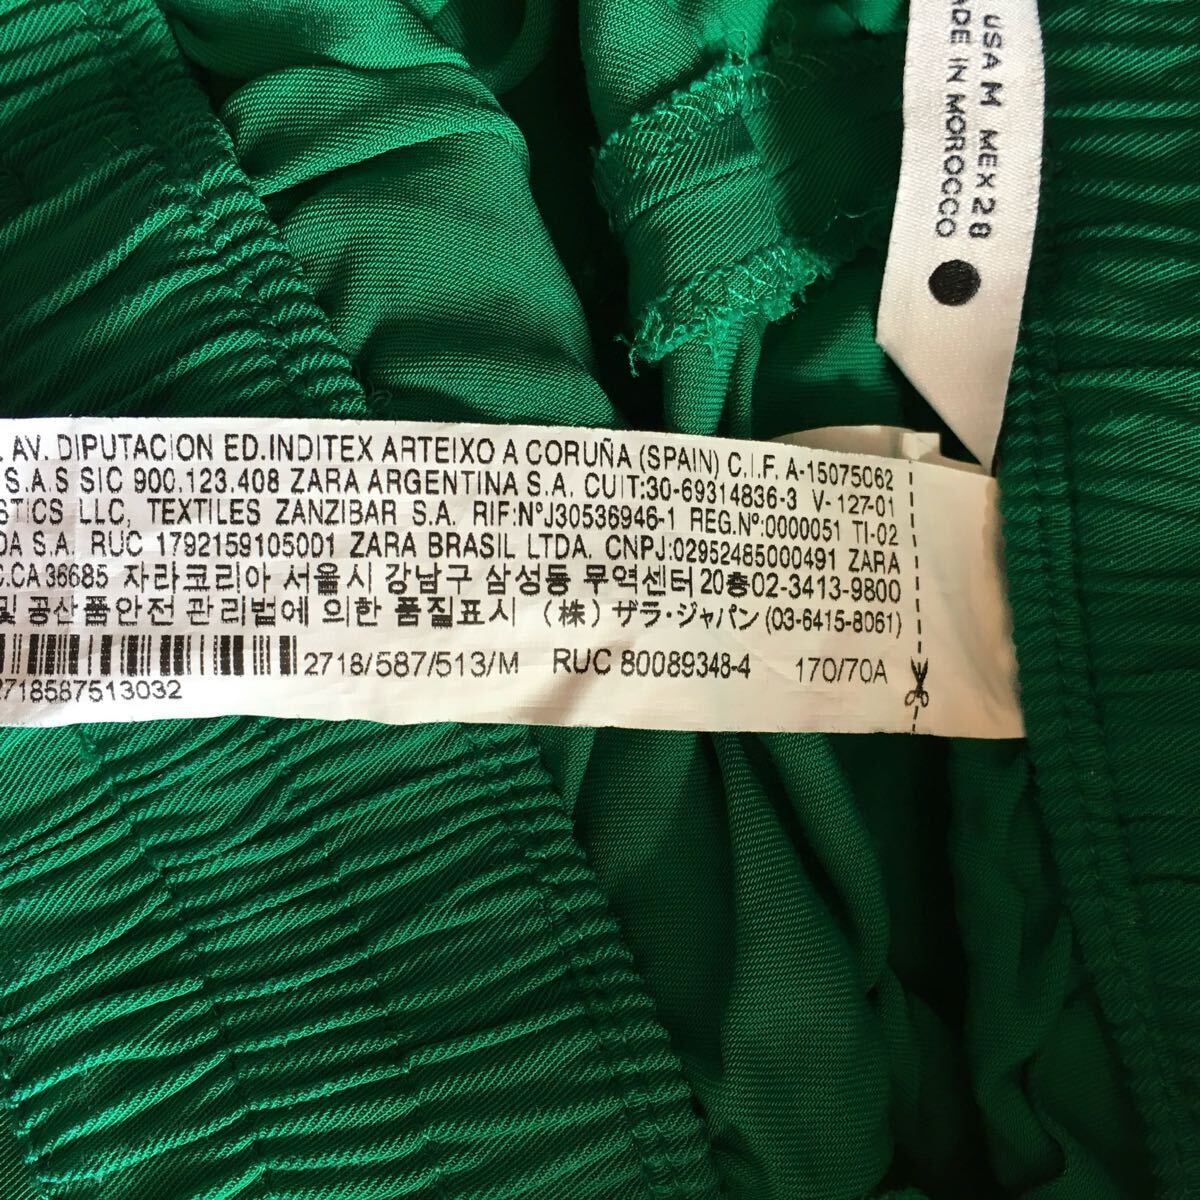 USA M MEX 28
MADE IN MOROCCO
. AV. DIPUTACION ED.INDITEX ARTEIXO A CORUÑA (SPAIN) C.I.F. A-15075062
S.A.S SIC 900.123.408 ZARA ARGENTINA S.A. CUIT:30-69314836-3 V-127-01
STICS LLC, TEXTILES ZANZIBAR S.A. RIF:NºJ30536946-1 REG.Nº:0000051 TI-02
DA S.A. RUC 1792159105001 ZARA BRASIL LTDA. CNPJ:02952485000491 ZARA
C.CA 36685 자라코리아 서울시 강남구 삼성동 무역센터 20층 02-3413-9800
및 공산품안전 관리법에 의한 품질표시 (株) ザラ・ジャパン (03-6415-8061)
2718/587/513/M RUC 80089348-4 170/70A
2718587513032